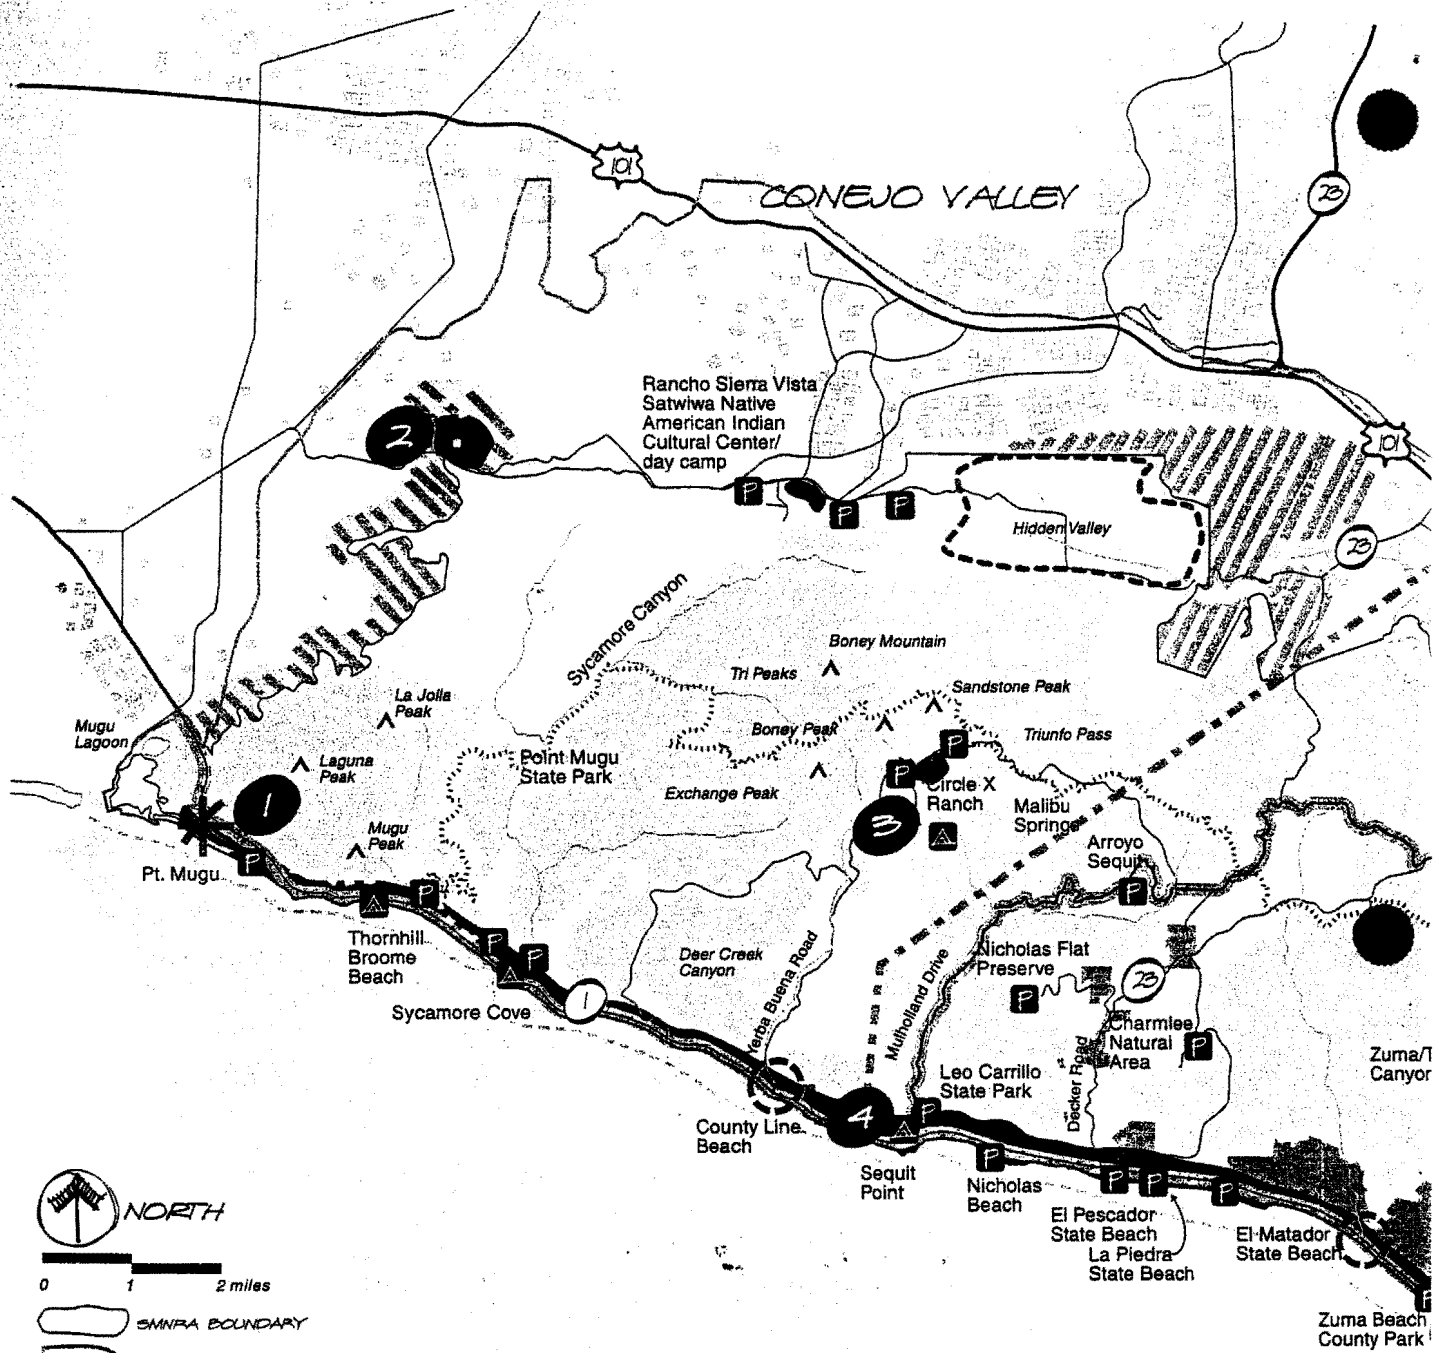 101
CONEJO VALLEY
23
Rancho Sierra Vista
Satwiwa Native
American Indian
Cultural Center/
day camp
2
101
P
P
P
Hidden Valley
23
Sycamore Canyon
Boney Mountain
Tri Peaks
Sandstone Peak
La Jolla
Peak
Mugu
Lagoon
Boney Peak
Triunfo Pass
Point Mugu
State Park
Laguna
Peak
P
P
Circle X
Ranch
Exchange Peak
1
Malibu
Springs
3
Mugu
Peak
Arroyo
Sequit
Pt. Mugu
P
P
P
Thornhill
Broome
Beach
P
P
Deer Creek
Canyon
Yerba Buena Road
Mulholland Drive
Nicholas Flat
Preserve
P
23
Sycamore Cove
1
Charmlee
Natural
Area
P
Decker Road
Zuma/T
Canyon
Leo Carrillo
State Park
P
County Line
Beach
4
Sequit
Point
P
Nicholas
Beach
P
P
P
El Pescador
State Beach
La Piedra
State Beach
El Matador
State Beach
P
Zuma Beach
County Park
NORTH
0 1 2 miles
SMNRA BOUNDARY